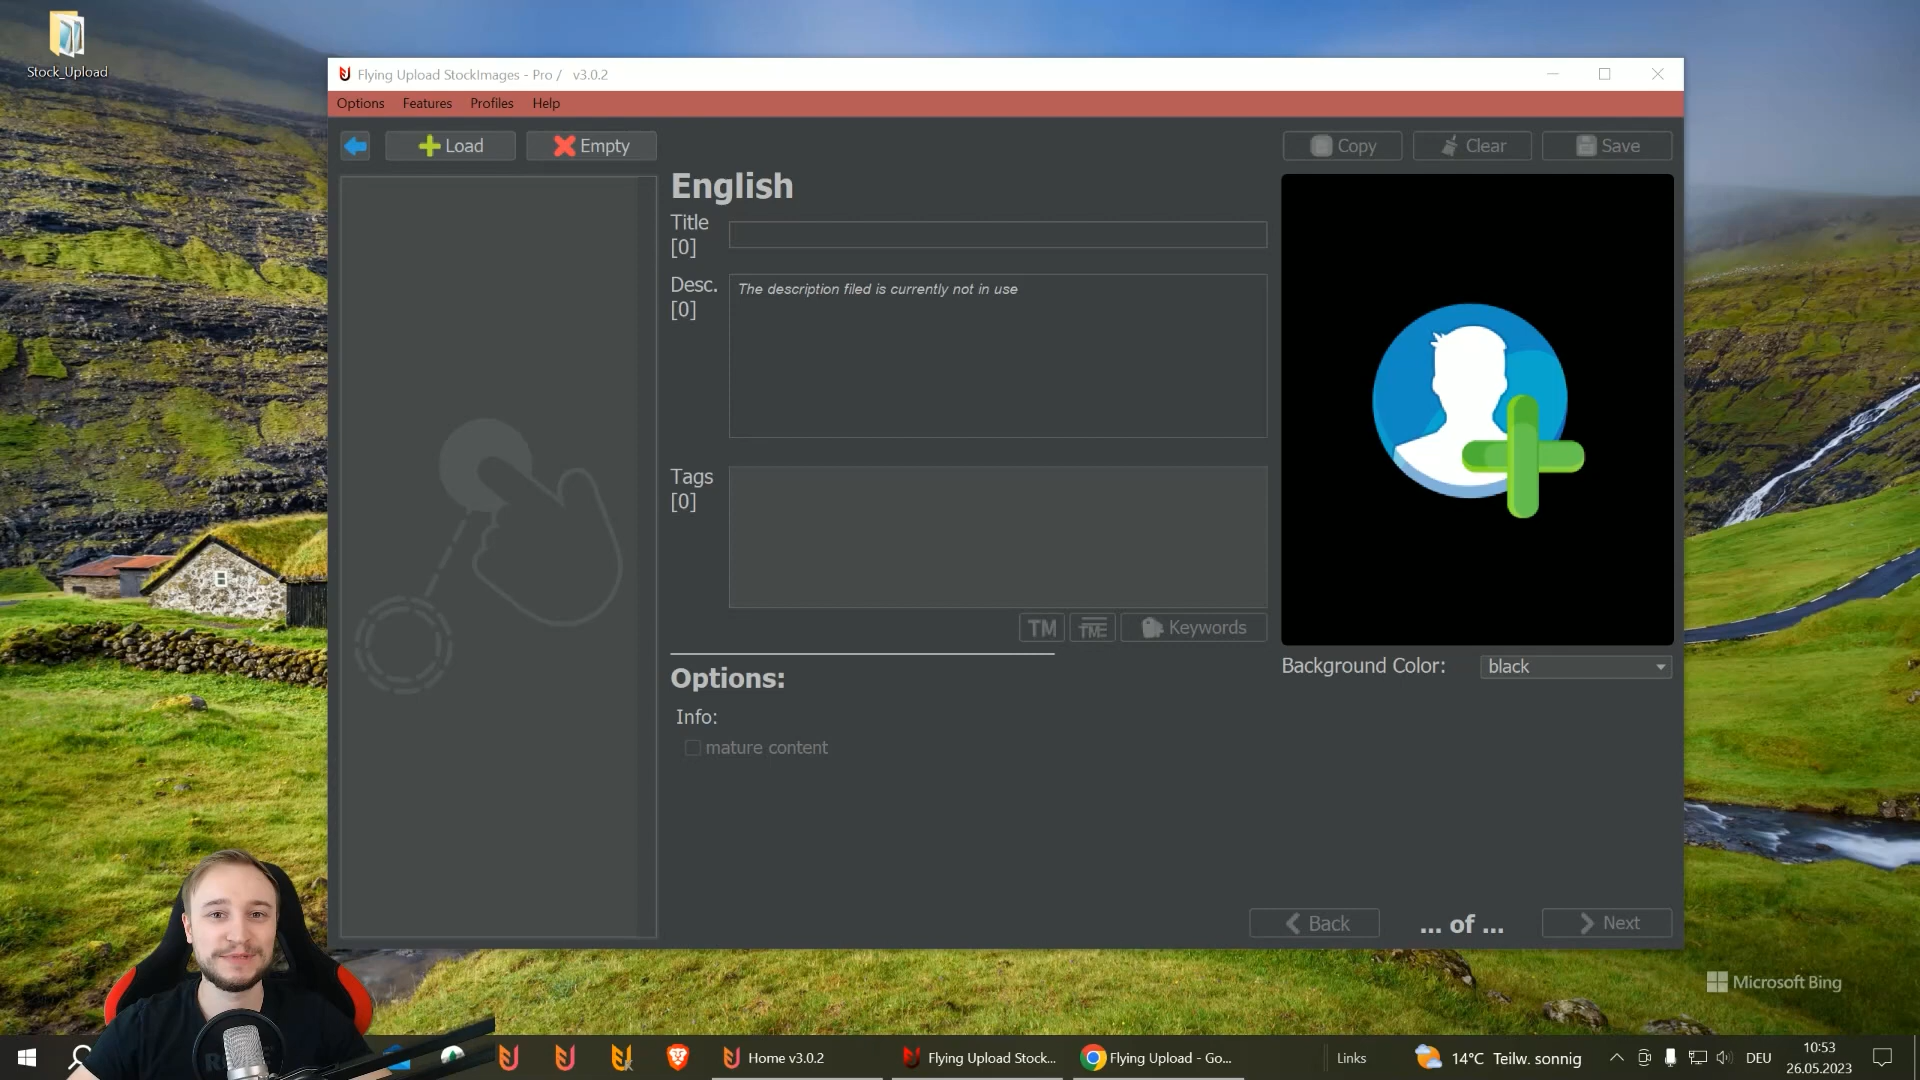 Stock_Upload
Flying Upload StockImages - Pro / v3.0.2
Options Features Profiles Help
Load
Empty
Copy
Clear
Save
English
Title
[0]
Desc.
[0]
The description filed is currently not in use
Tags
[0]
TM
TME
Keywords
Background Color:
black
Options:
Info:
mature content
Back
... of ...
Next
Microsoft Bing
Home v3.0.2
Flying Upload Stock...
Flying Upload - Go...
Links
14°C Teilw. sonnig
DEU
10:53
26.05.2023